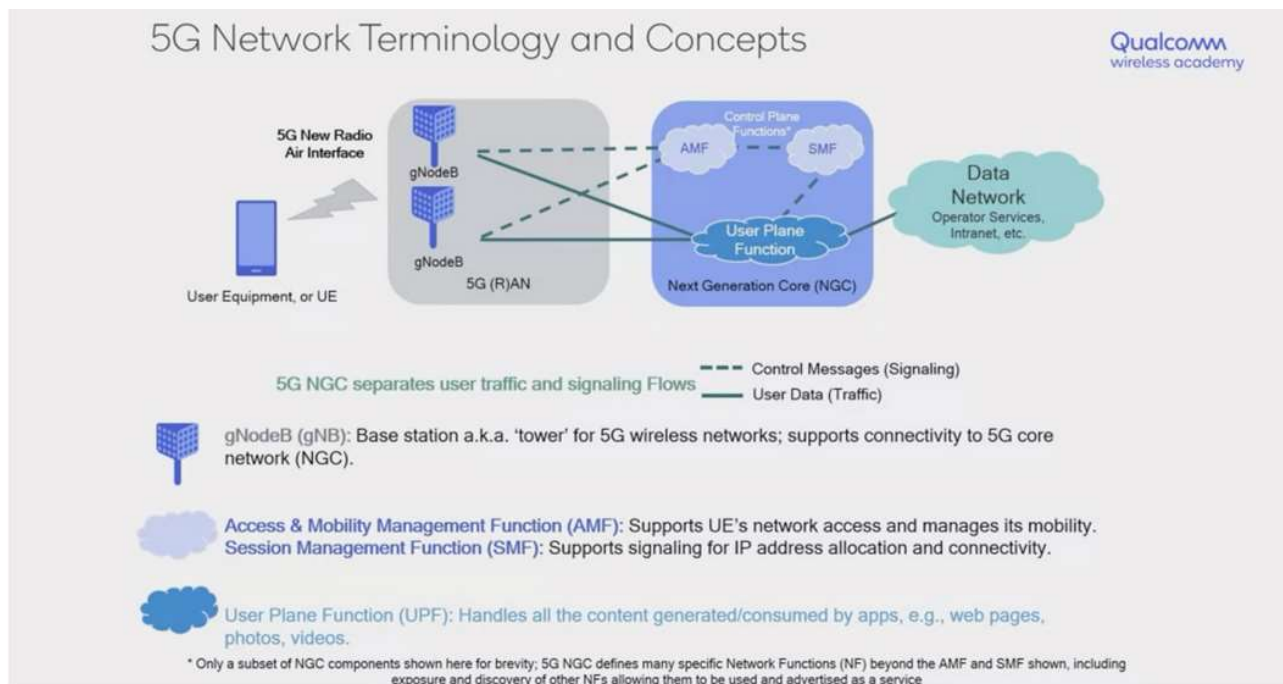 5G Network Terminology and Concepts
Qualcomm
wireless academy
5G New Radio
Air Interface
gNodeB
gNodeB
5G (R)AN
User Equipment, or UE
Control Plane
Functions*
AMF
SMF
User Plane
Function
Next Generation Core (NGC)
Data
Network
Operator Services,
Intranet, etc.
5G NGC separates user traffic and signaling Flows
Control Messages (Signaling)
User Data (Traffic)
gNodeB (gNB): Base station a.k.a. 'tower' for 5G wireless networks; supports connectivity to 5G core
network (NGC).
Access & Mobility Management Function (AMF): Supports UE's network access and manages its mobility.
Session Management Function (SMF): Supports signaling for IP address allocation and connectivity.
User Plane Function (UPF): Handles all the content generated/consumed by apps, e.g., web pages,
photos, videos.
* Only a subset of NGC components shown here for brevity; 5G NGC defines many specific Network Functions (NF) beyond the AMF and SMF shown, including
exposure and discovery of other NFs allowing them to be used and advertised as a service